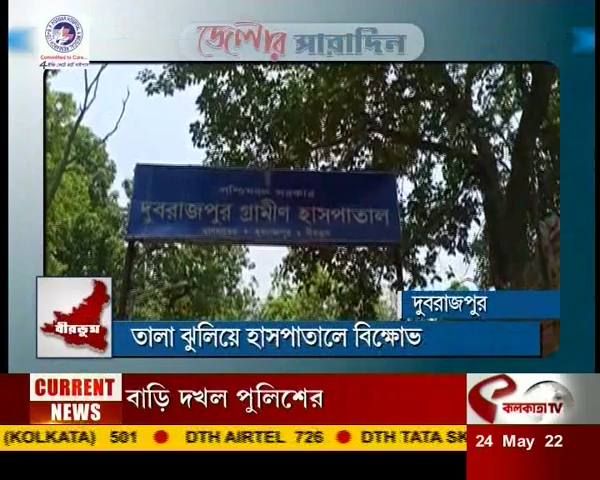 জেলার সারাদিন
পশ্চিমবঙ্গ সরকার
দুবরাজপুর গ্রামীণ হাসপাতাল
দুবরাজপুর
বীরভূম
তালা ঝুলিয়ে হাসপাতালে বিক্ষোভ
CURRENT NEWS
বাড়ি দখল পুলিশের
কলকাতা TV
(KOLKATA) 501 DTH AIRTEL 726 DTH TATA SK
24 May 22